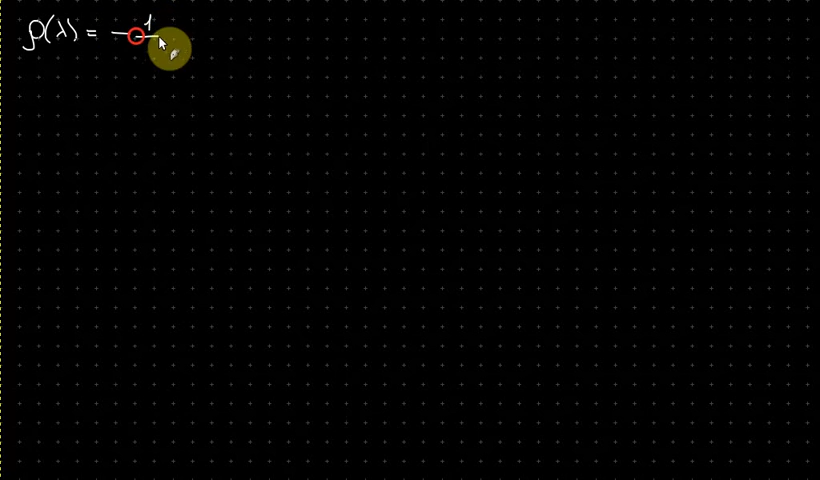 ρ(λ) = — 1